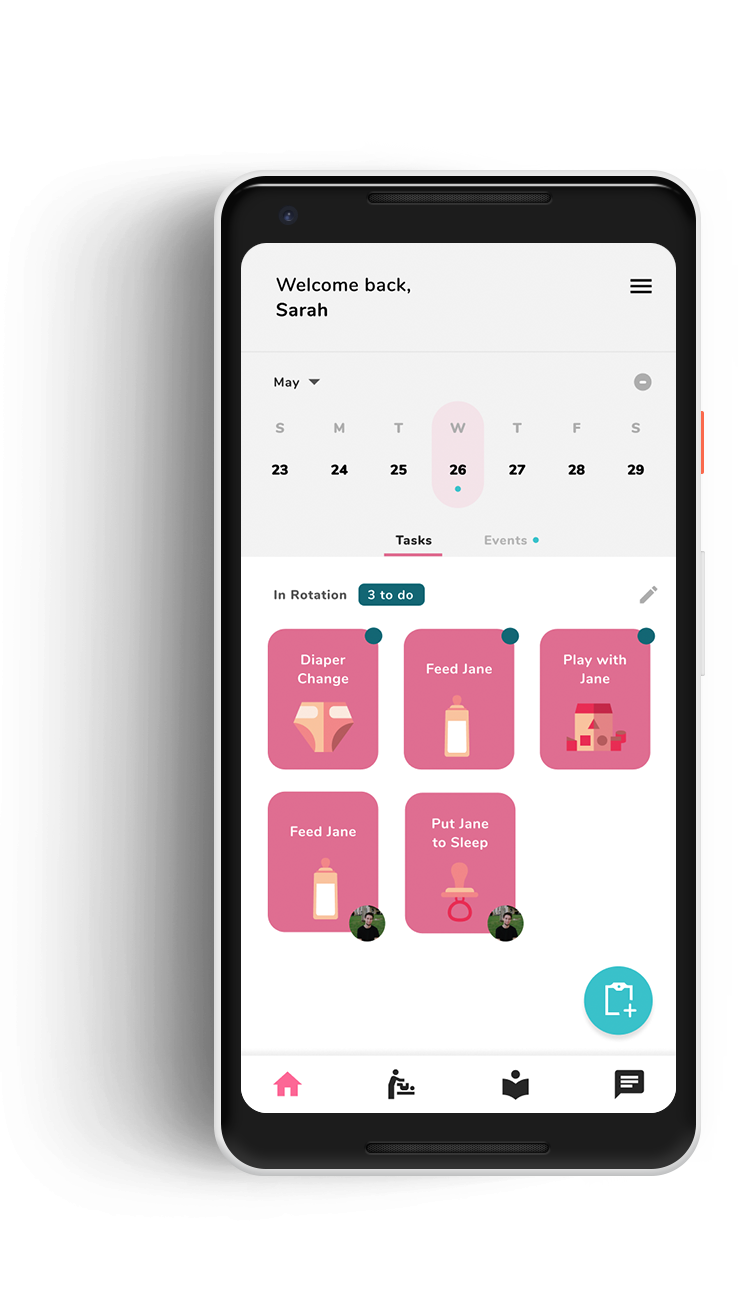 Welcome back,
Sarah
May
S M T W T F S
23 24 25 26 27 28 29
Tasks Events
In Rotation 3 to do
Diaper
Change
Feed Jane
Play with
Jane
Feed Jane
Put Jane
to Sleep